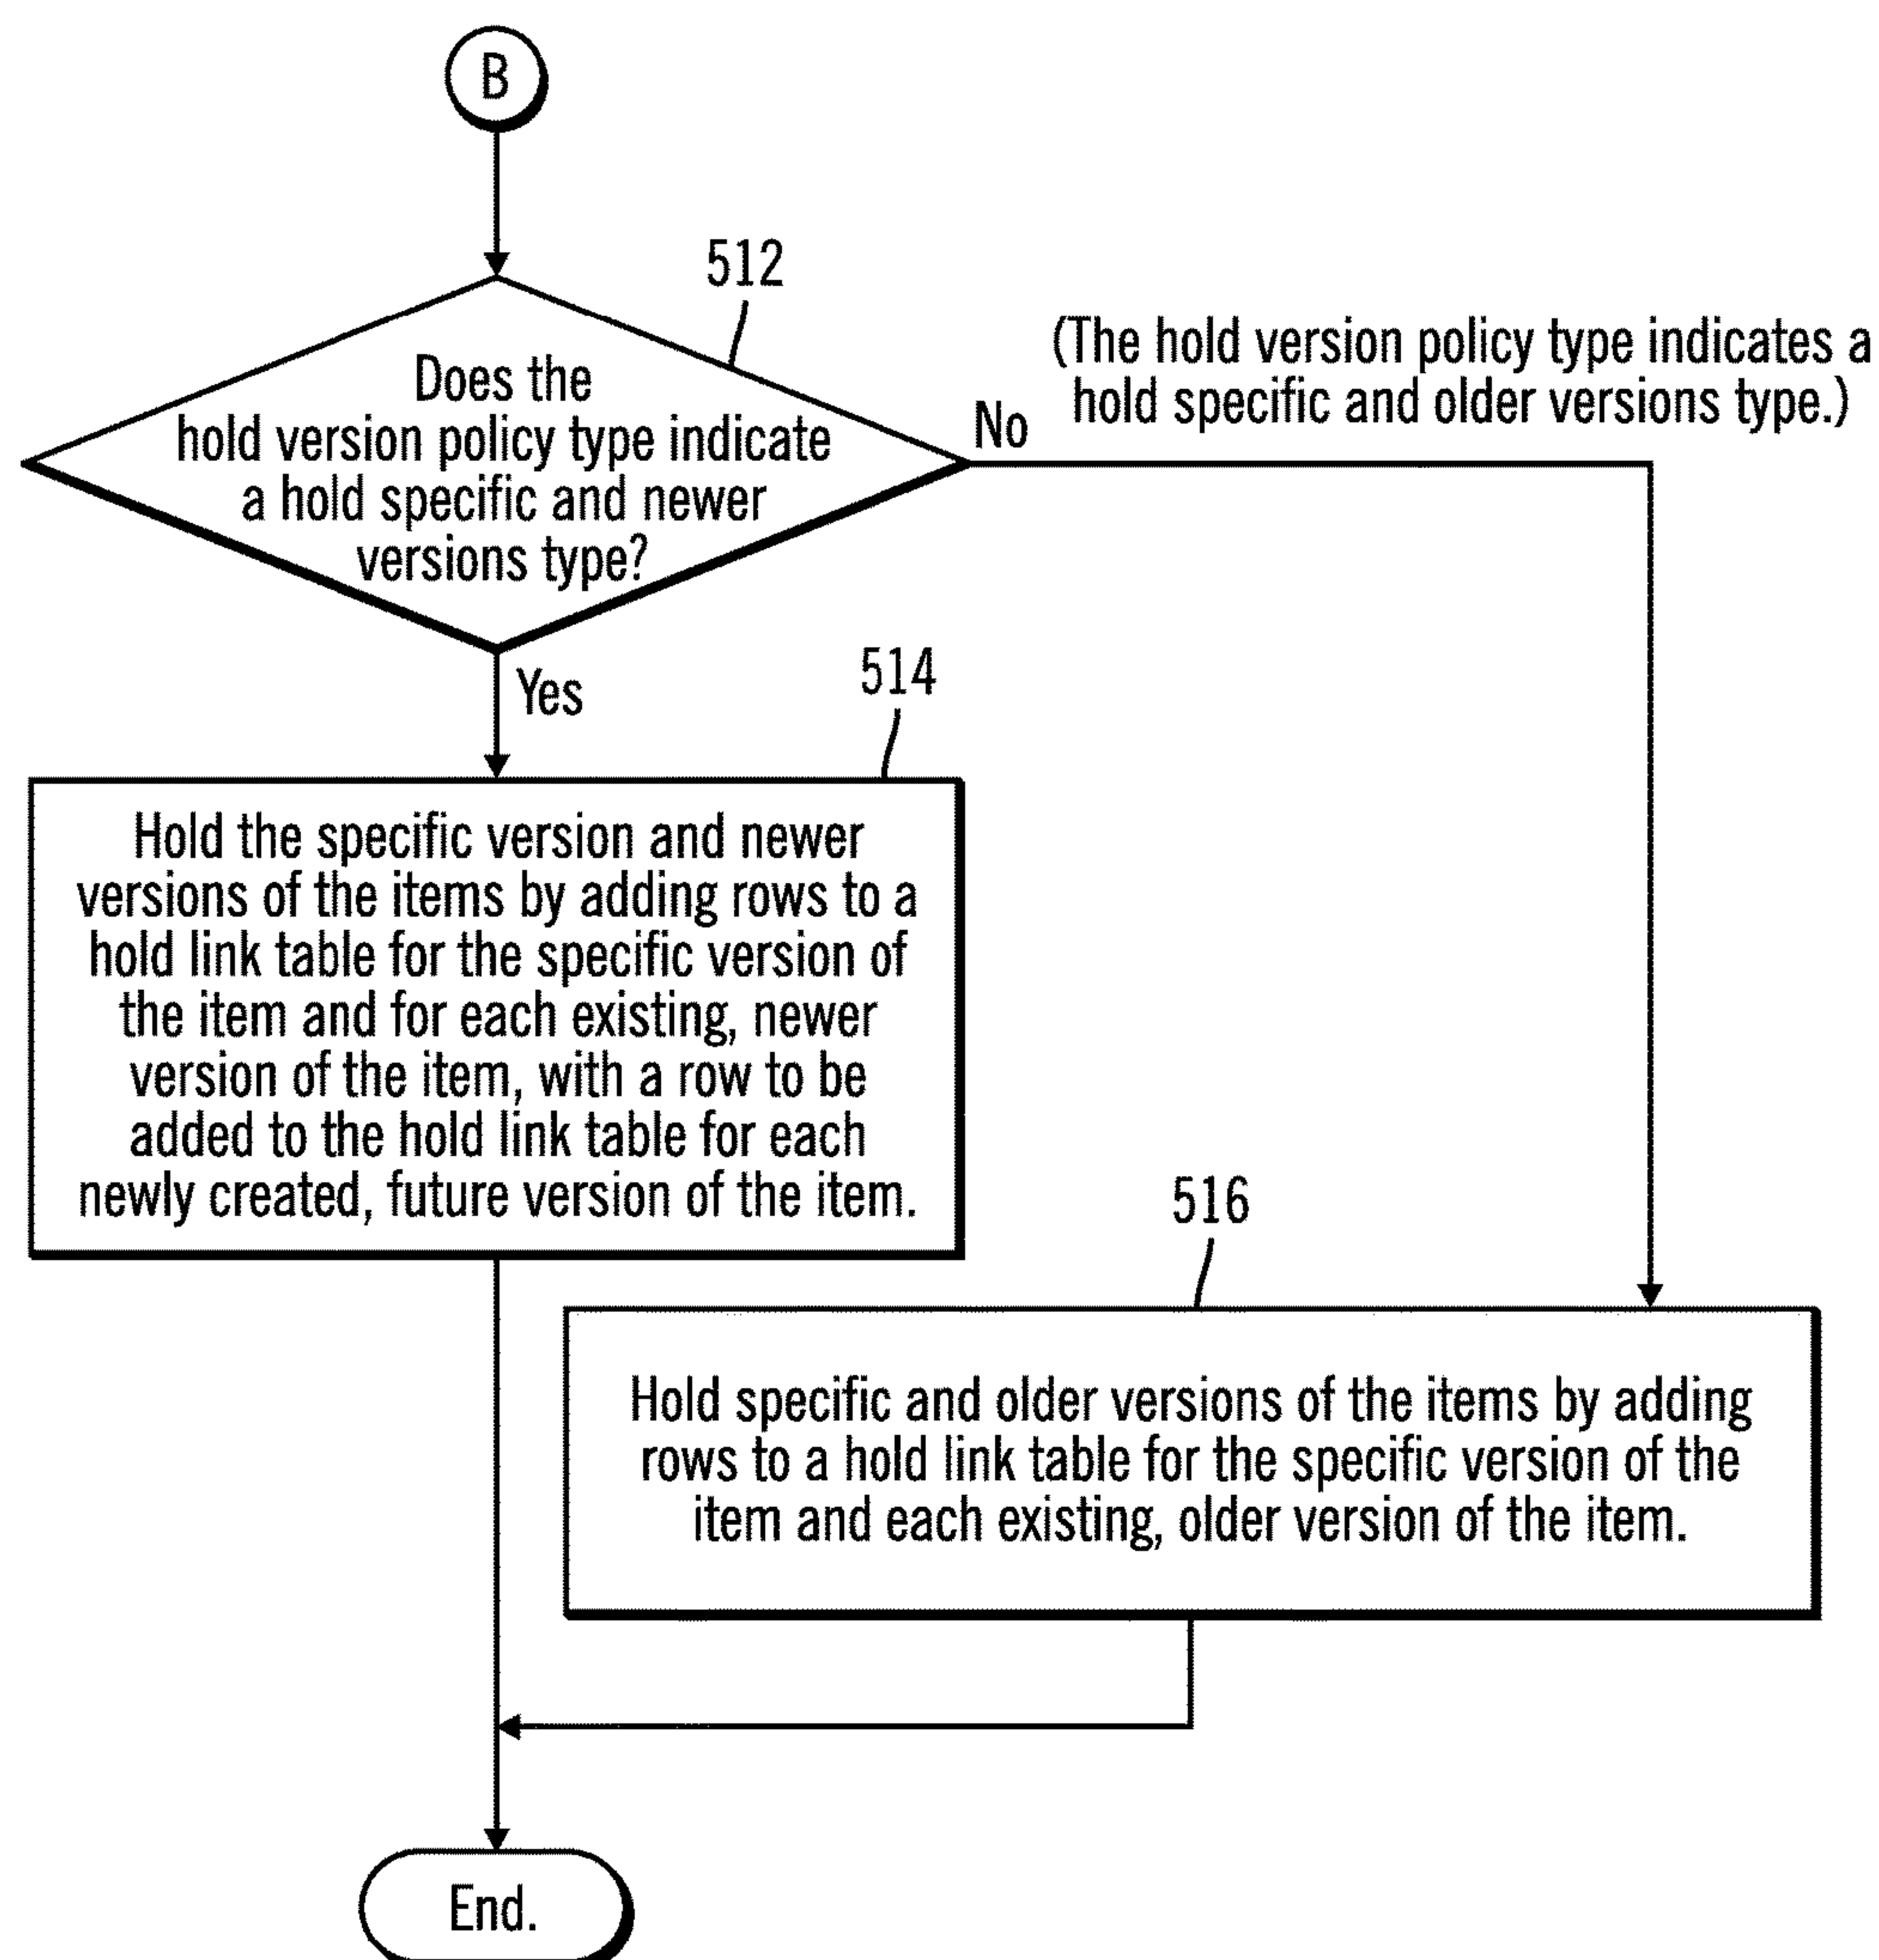 B
512
Does the
hold version policy type indicate
a hold specific and newer
versions type?
No
(The hold version policy type indicates a
hold specific and older versions type.)
Yes
514
Hold the specific version and newer
versions of the items by adding rows to a
hold link table for the specific version of
the item and for each existing, newer
version of the item, with a row to be
added to the hold link table for each
newly created, future version of the item.
516
Hold specific and older versions of the items by adding
rows to a hold link table for the specific version of the
item and each existing, older version of the item.
End.